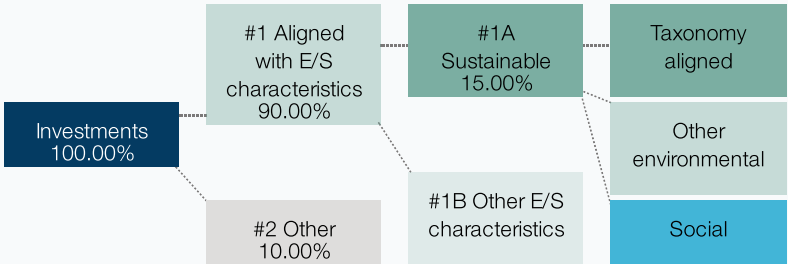 Investments
100.00%
#1 Aligned
with E/S
characteristics
90.00%
#2 Other
10.00%
#1A
Sustainable
15.00%
#1B Other E/S
characteristics
Taxonomy
aligned
Other
environmental
Social